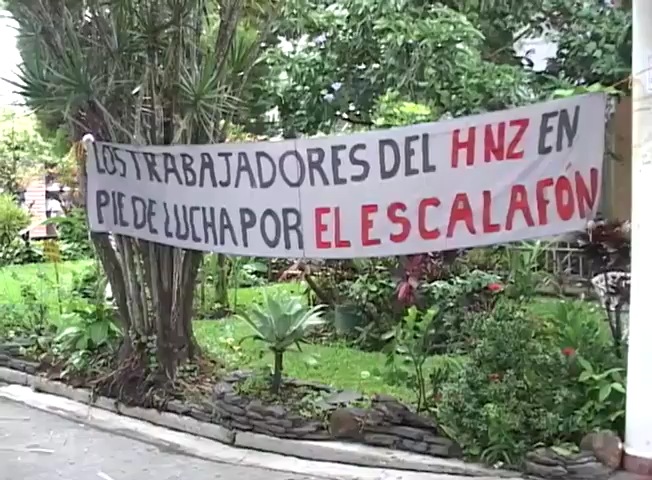 LOS TRABAJADORES DEL HNZ EN
PIE DE LUCHA POR EL ESCALAFÓN